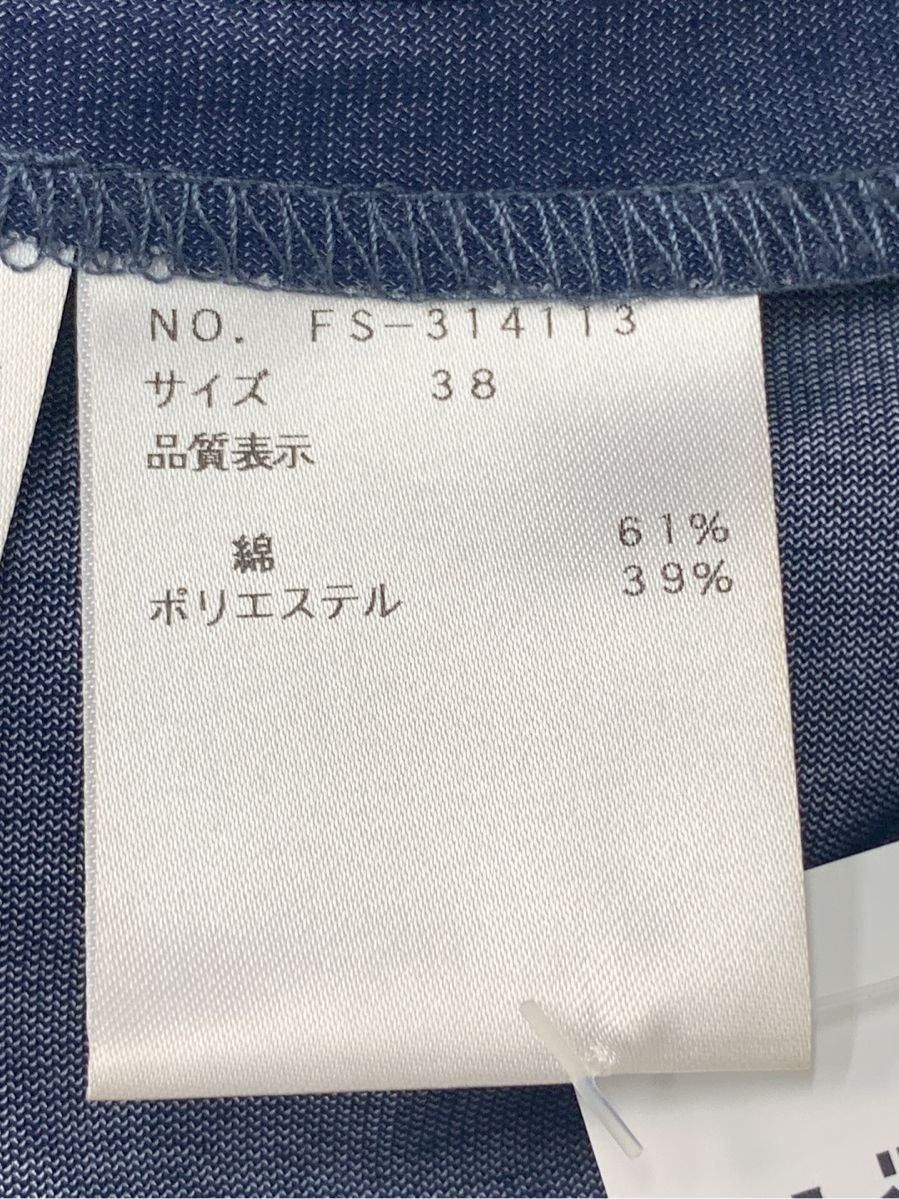 NO. FS-314113
サイズ 38
品質表示
綿 61%
ポリエステル 39%